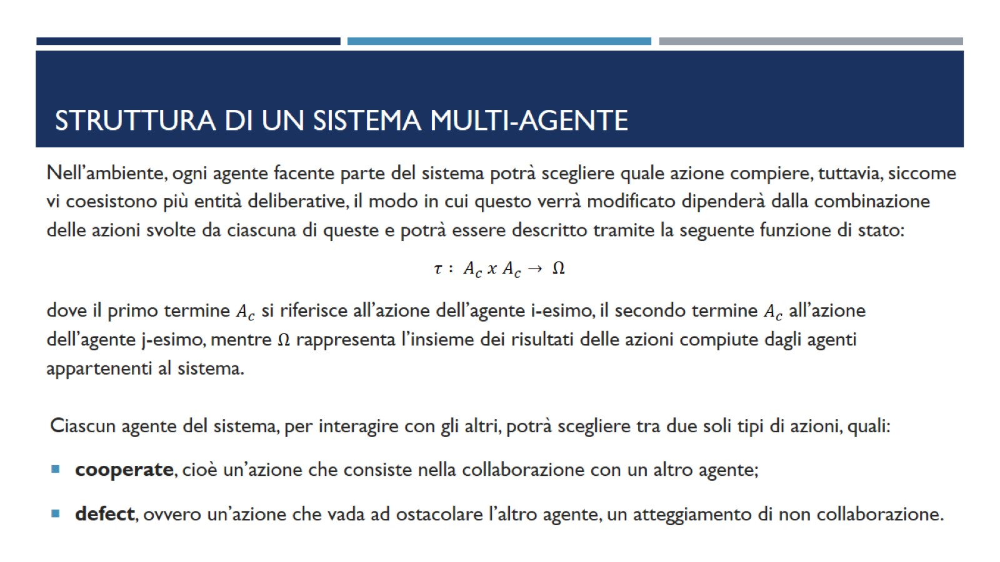 STRUTTURA DI UN SISTEMA MULTI-AGENTE
Nell’ambiente, ogni agente facente parte del sistema potrà scegliere quale azione compiere, tuttavia, siccome
vi coesistono più entità deliberative, il modo in cui questo verrà modificato dipenderà dalla combinazione
delle azioni svolte da ciascuna di queste e potrà essere descritto tramite la seguente funzione di stato:
τ : A_c x A_c → Ω
dove il primo termine A_c si riferisce all’azione dell’agente i-esimo, il secondo termine A_c all’azione
dell’agente j-esimo, mentre Ω rappresenta l’insieme dei risultati delle azioni compiute dagli agenti
appartenenti al sistema.
Ciascun agente del sistema, per interagire con gli altri, potrà scegliere tra due soli tipi di azioni, quali:
▪ cooperate, cioè un’azione che consiste nella collaborazione con un altro agente;
▪ defect, ovvero un’azione che vada ad ostacolare l’altro agente, un atteggiamento di non collaborazione.